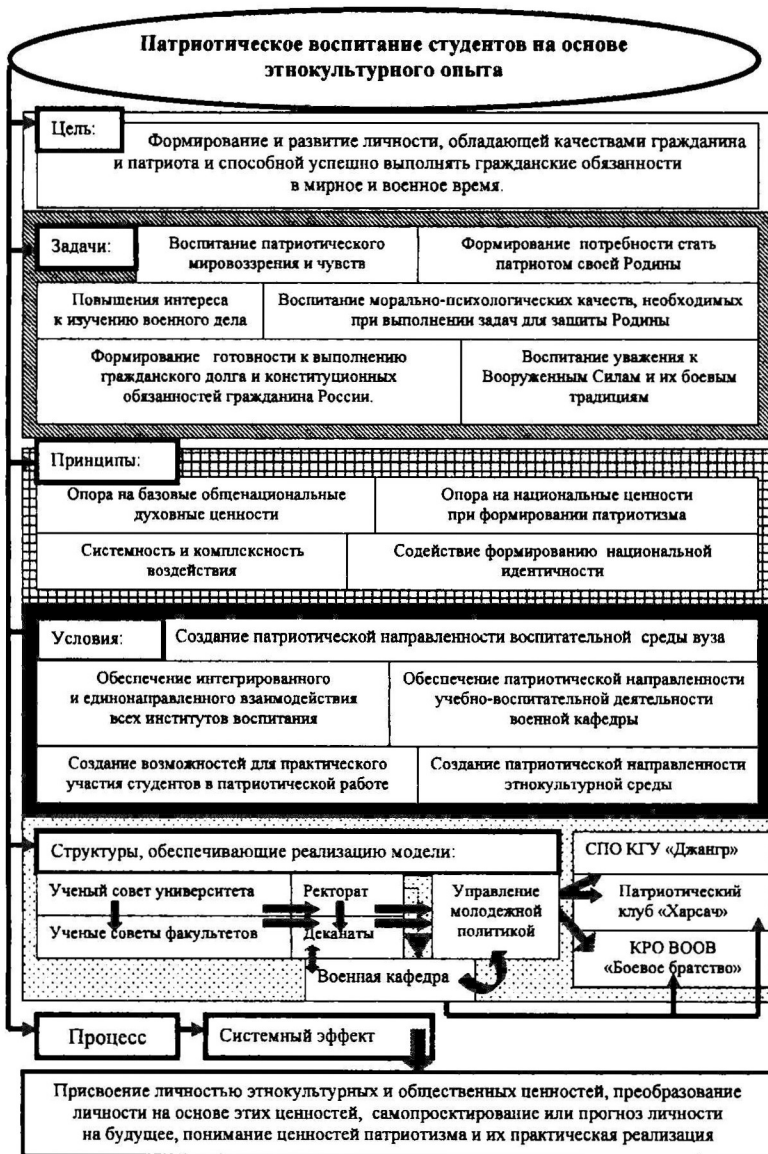 Патриотическое воспитание студентов на основе
этнокультурного опыта
Цель:
Формирование и развитие личности, обладающей качествами гражданина
и патриота и способной успешно выполнять гражданские обязанности
в мирное и военное время.
Задачи:
Воспитание патриотического
мировоззрения и чувств
Формирование потребности стать
патриотом своей Родины
Повышения интереса
к изучению военного дела
Воспитание морально-психологических качеств, необходимых
при выполнении задач для защиты Родины
Формирование готовности к выполнению
гражданского долга и конституционных
обязанностей гражданина России.
Воспитание уважения к
Вооруженным Силам и их боевым
традициям
Принципы:
Опора на базовые общенациональные
духовные ценности
Опора на национальные ценности
при формировании патриотизма
Системность и комплексность
воздействия
Содействие формированию национальной
идентичности
Условия:
Создание патриотической направленности воспитательной среды вуза
Обеспечение интегрированного
и единонаправленного взаимодействия
всех институтов воспитания
Обеспечение патриотической направленности
учебно-воспитательной деятельности
военной кафедры
Создание возможностей для практического
участия студентов в патриотической работе
Создание патриотической направленности
этнокультурной среды
Структуры, обеспечивающие реализацию модели:
Ученый совет университета
Ректорат
Ученые советы факультетов
Деканаты
Военная кафедра
Управление
молодежной
политикой
СПО КГУ «Джангр»
Патриотический
клуб «Харсач»
КРО ВООВ
«Боевое братство»
Процесс
Системный эффект
Присвоение личностью этнокультурных и общественных ценностей, преобразование
личности на основе этих ценностей, самопроектирование или прогноз личности
на будущее, понимание ценностей патриотизма и их практическая реализация